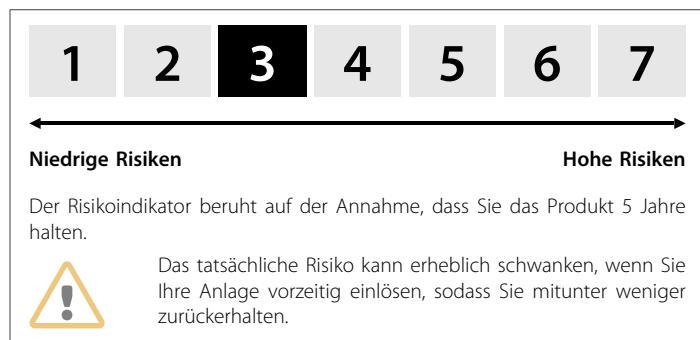 1 2 3 4 5 6 7
Niedrige Risiken Hohe Risiken
Der Risikoindikator beruht auf der Annahme, dass Sie das Produkt 5 Jahre
halten.
Das tatsächliche Risiko kann erheblich schwanken, wenn Sie
Ihre Anlage vorzeitig einlösen, sodass Sie mitunter weniger
zurückerhalten.